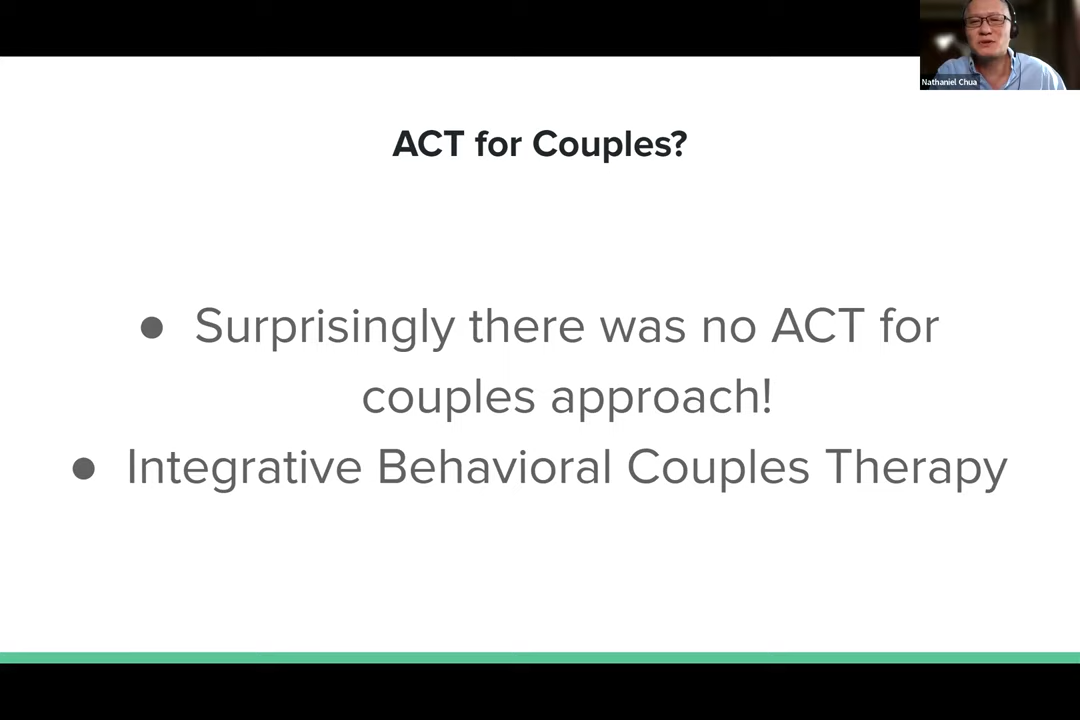 Nathaniel Chua
ACT for Couples?
● Surprisingly there was no ACT for
couples approach!
● Integrative Behavioral Couples Therapy